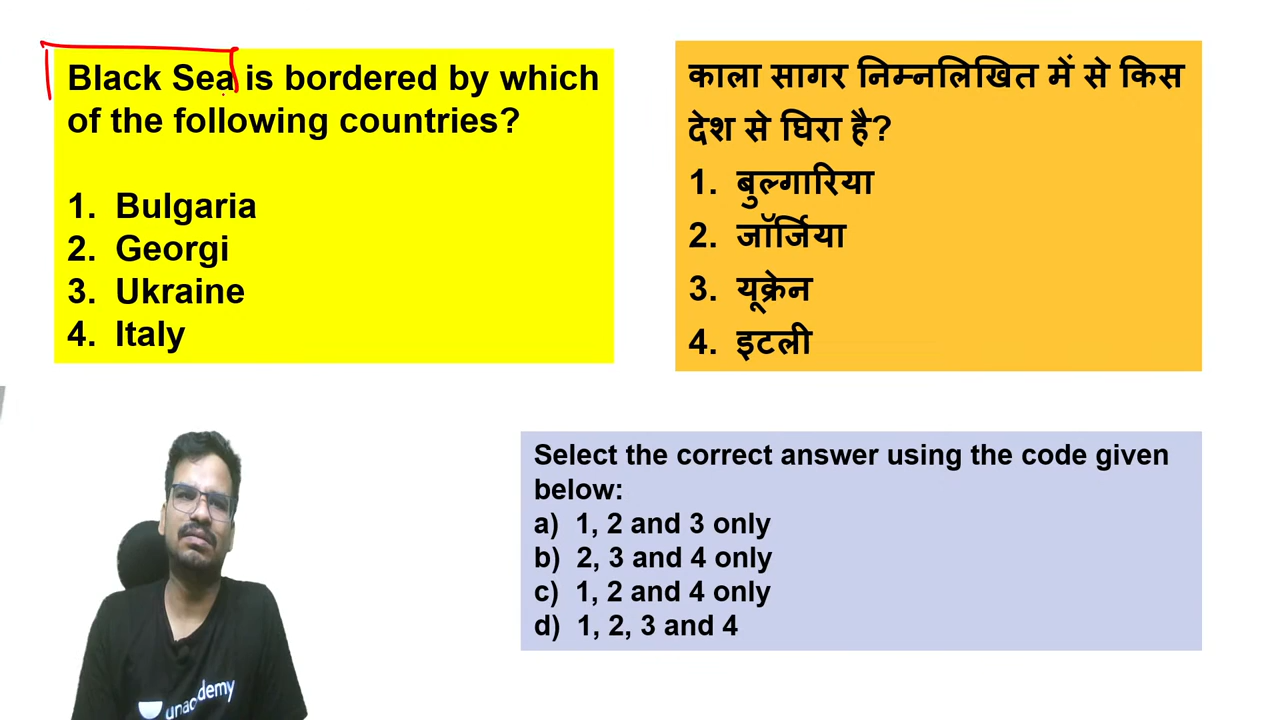 Black Sea is bordered by which
of the following countries?
1. Bulgaria
2. Georgi
3. Ukraine
4. Italy
काला सागर निम्नलिखित में से किस
देश से घिरा है?
1. बुल्गारिया
2. जॉर्जिया
3. यूक्रेन
4. इटली
Select the correct answer using the code given
below:
a) 1, 2 and 3 only
b) 2, 3 and 4 only
c) 1, 2 and 4 only
d) 1, 2, 3 and 4
unacademy